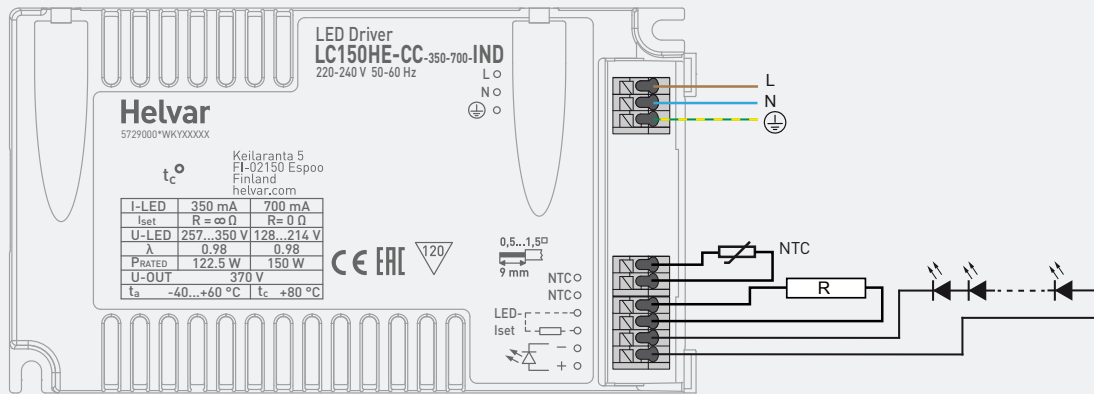 LED Driver
LC150HE-CC-350-700-IND
220-240 V 50-60 Hz
L
N
Helvar
5729000*WKYXXXXX
tc
Keilaranta 5
FI-02150 Espoo
Finland
helvar.com
I-LED 350 mA 700 mA
Iset R = ∞ Ω R= 0 Ω
U-LED 257...350 V 128...214 V
λ 0.98 0.98
PRATED 122.5 W 150 W
U-OUT 370 V
ta -40...+60 °C tc +80 °C
CE EAC 120
0,5...1,5□
9 mm
NTC
NTC
LED-
Iset
−
+
L
N
NTC
R